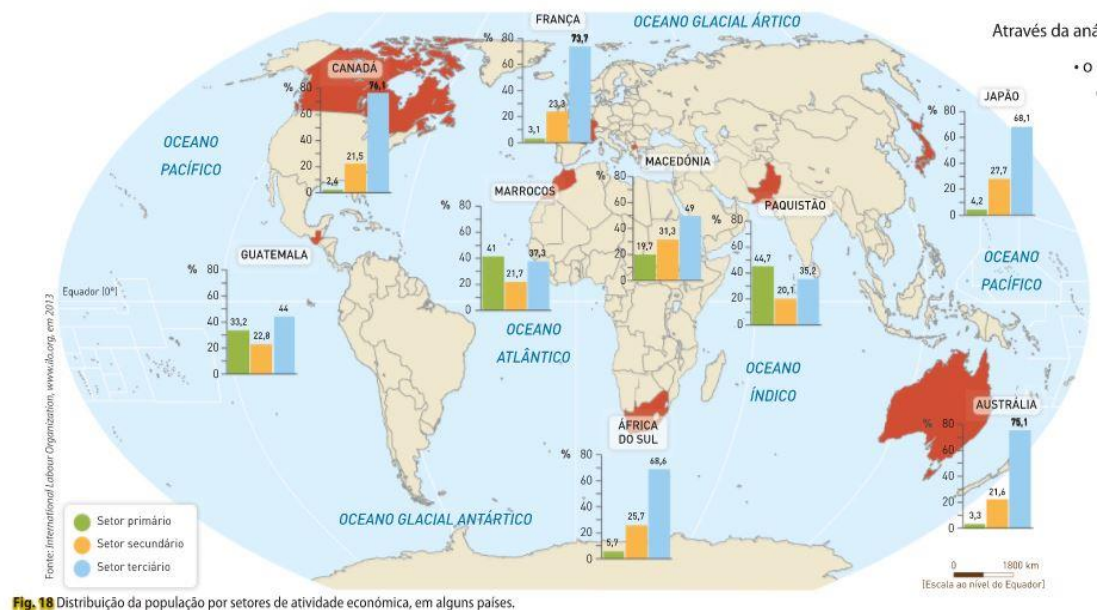 FRANÇA
OCEANO GLACIAL ÁRTICO
Através da aná
• o
CANADÁ
JAPÃO
OCEANO
PACÍFICO
MACEDÓNIA
MARROCOS
PAQUISTÃO
GUATEMALA
OCEANO
PACÍFICO
Equador (0°)
OCEANO
ATLÂNTICO
OCEANO
ÍNDICO
AUSTRÁLIA
ÁFRICA
DO SUL
OCEANO GLACIAL ANTÁRTICO
%
80
60
40
20
0
3,1
23,3
73,7
%
80
60
40
20
0
21,5
76,1
%
80
60
40
20
0
4,2
27,7
68,1
%
80
60
40
20
0
19,7
31,3
49
%
80
60
40
20
0
41
21,7
37,3
%
80
60
40
20
0
44,7
20,1
35,2
%
80
60
40
20
0
33,2
22,8
44
%
80
60
40
20
0
5,7
25,7
68,6
%
80
60
40
20
0
3,3
21,6
75,1
Setor primário
Setor secundário
Setor terciário
0 1800 km
[Escala ao nível do Equador]
Fonte: International Labour Organization, www.ilo.org, em 2013
Fig. 18 Distribuição da população por setores de atividade económica, em alguns países.